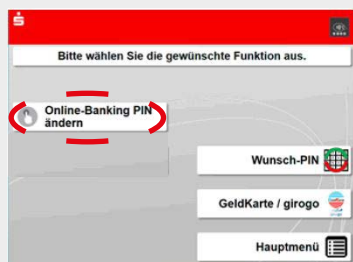 Bitte wählen Sie die gewünschte Funktion aus.
Online-Banking PIN
ändern
Wunsch-PIN
GeldKarte / girogo
Hauptmenü